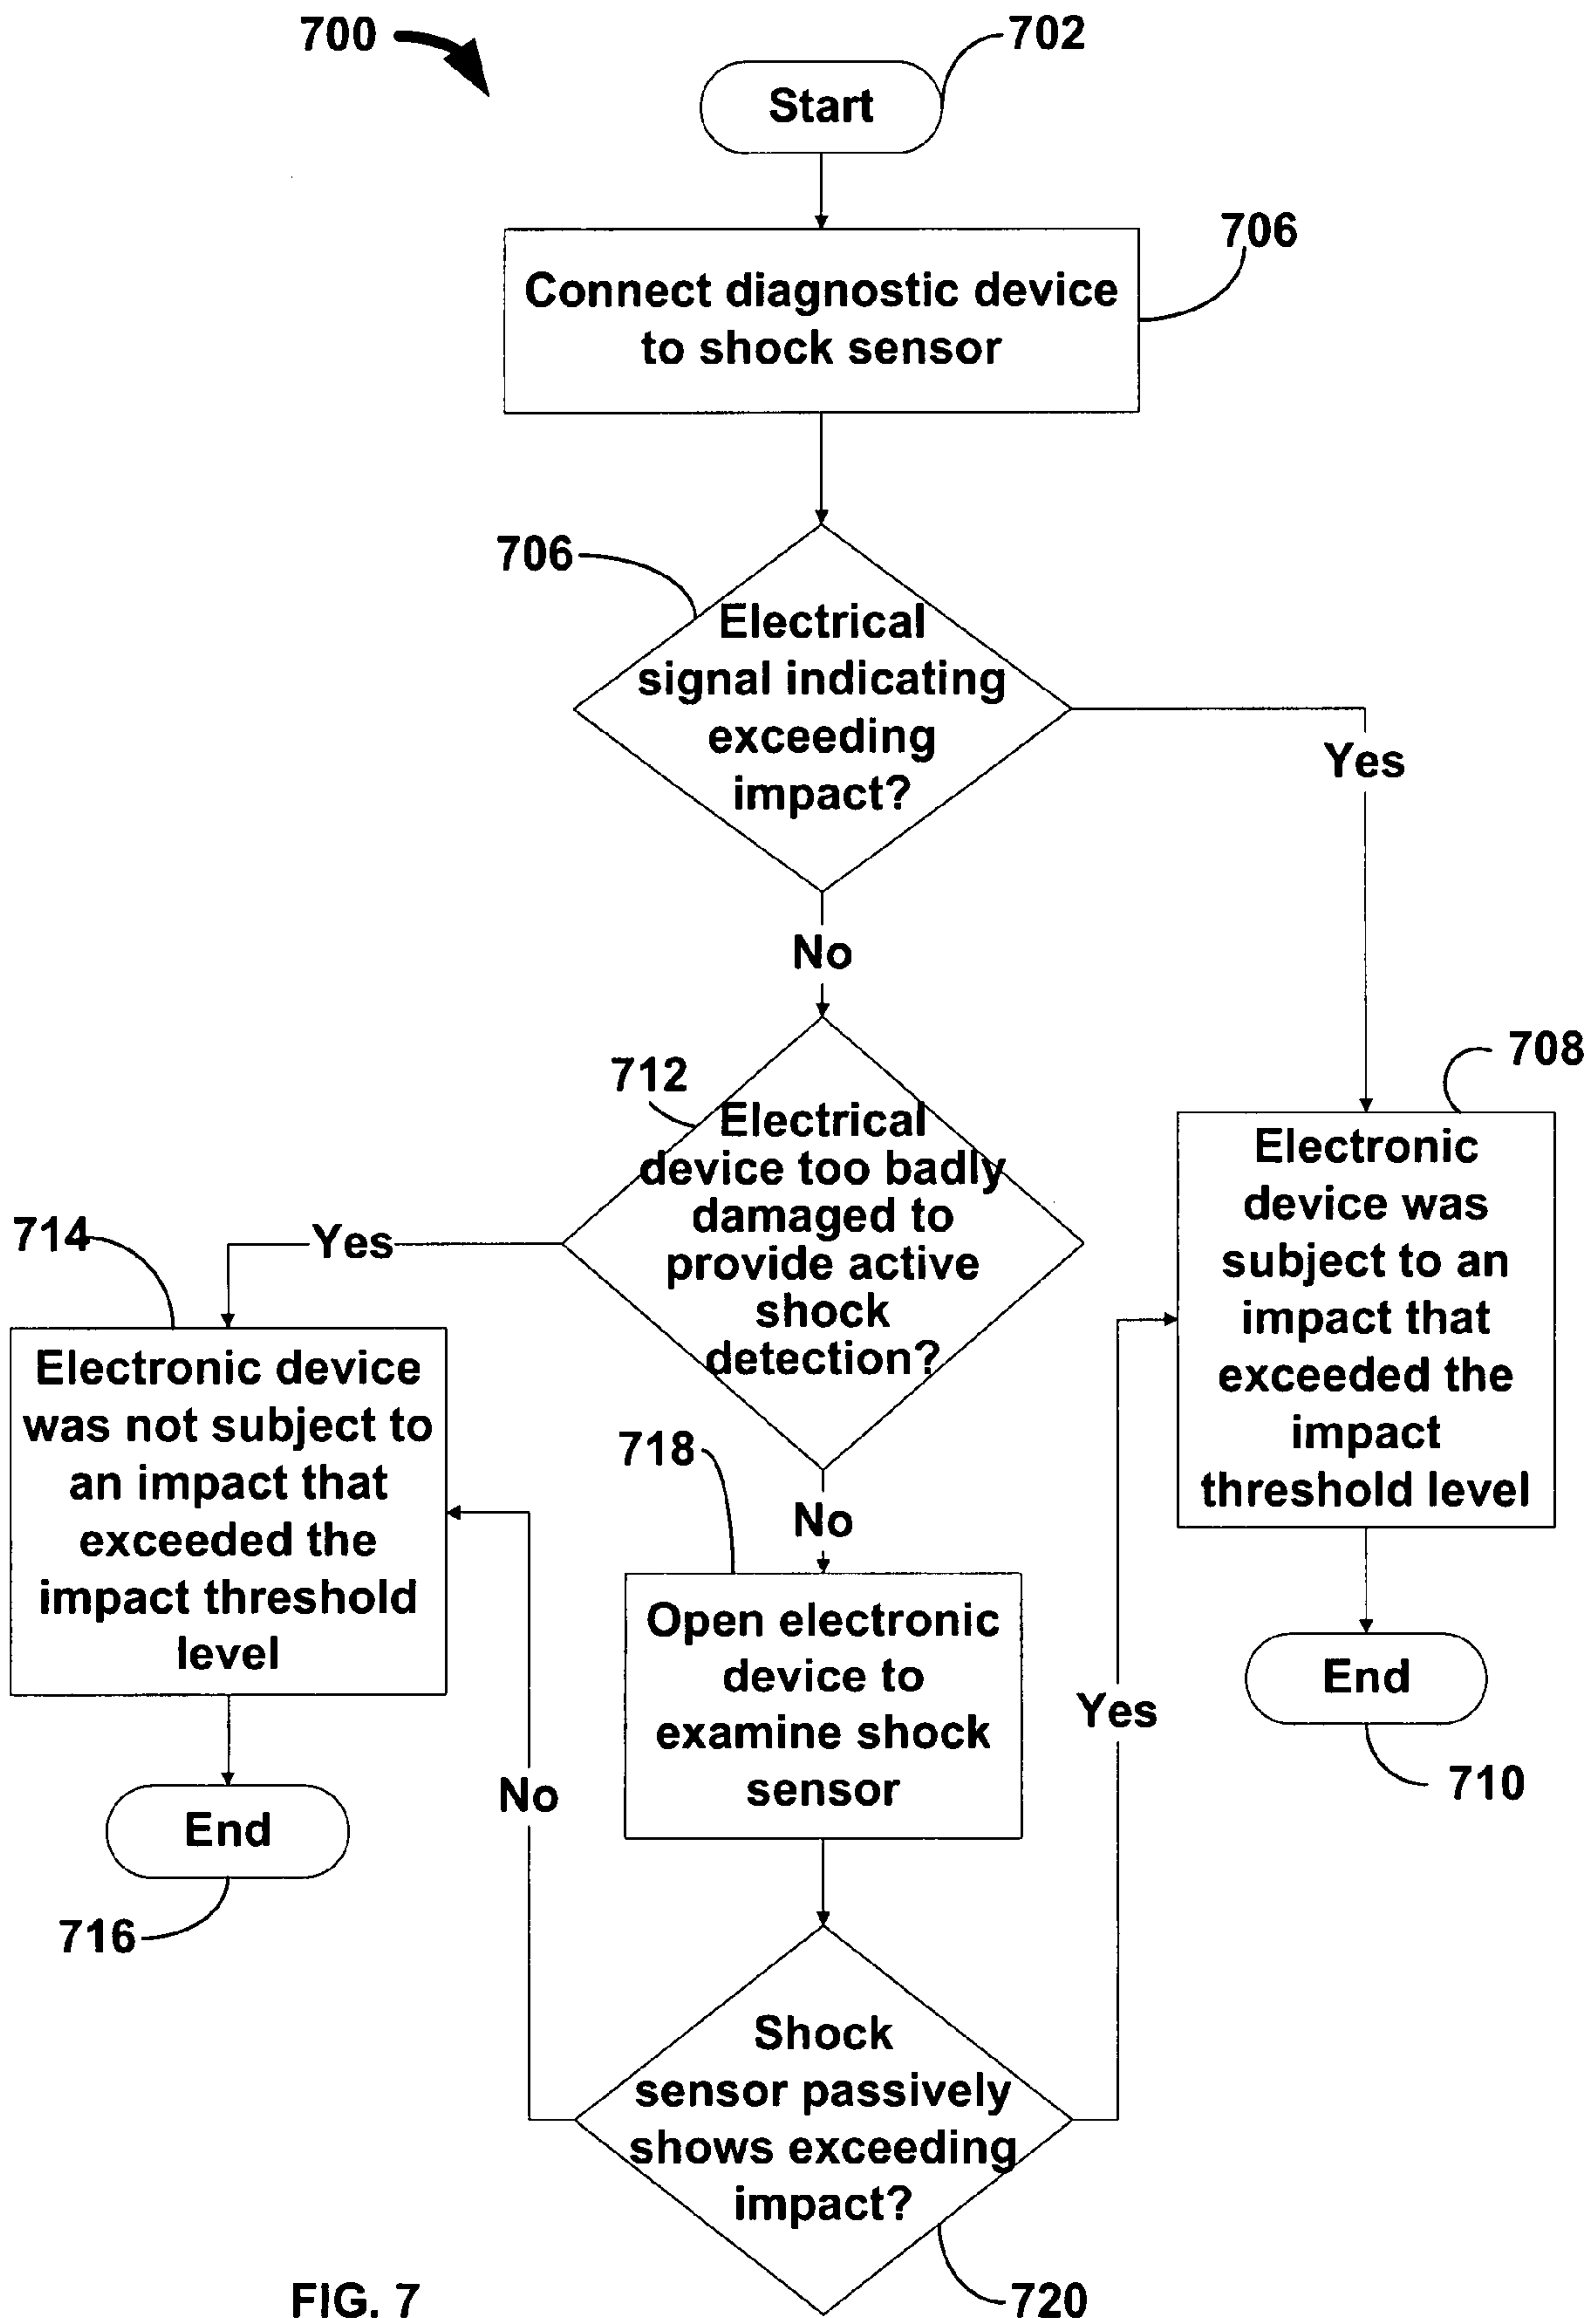 700
702
Start
706
Connect diagnostic device
to shock sensor
706
Electrical
signal indicating
exceeding
impact?
Yes
No
712
Electrical
device too badly
damaged to
provide active
shock
detection?
708
Electronic
device was
subject to an
impact that
exceeded the
impact
threshold level
714
Yes
Electronic device
was not subject to
an impact that
exceeded the
impact threshold
level
718
No
Open electronic
device to
examine shock
sensor
Yes
End
710
No
End
716
Shock
sensor passively
shows exceeding
impact?
720
FIG. 7